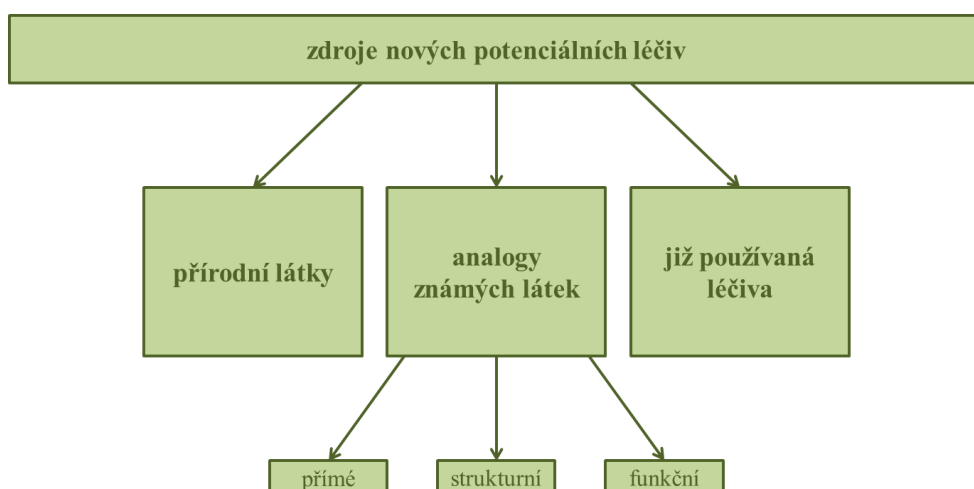 zdroje nových potenciálních léčiv
přírodní látky
analogy
známých látek
již používaná
léčiva
přímé
strukturní
funkční